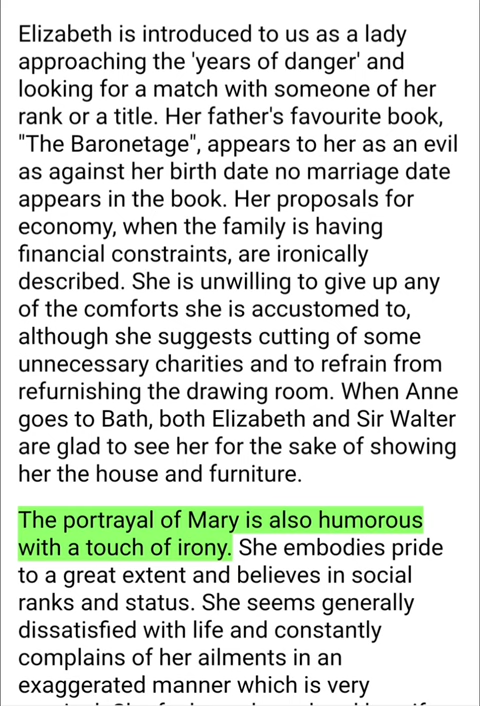 Elizabeth is introduced to us as a lady
approaching the 'years of danger' and
looking for a match with someone of her
rank or a title. Her father's favourite book,
"The Baronetage", appears to her as an evil
as against her birth date no marriage date
appears in the book. Her proposals for
economy, when the family is having
financial constraints, are ironically
described. She is unwilling to give up any
of the comforts she is accustomed to,
although she suggests cutting of some
unnecessary charities and to refrain from
refurnishing the drawing room. When Anne
goes to Bath, both Elizabeth and Sir Walter
are glad to see her for the sake of showing
her the house and furniture.
The portrayal of Mary is also humorous
with a touch of irony. She embodies pride
to a great extent and believes in social
ranks and status. She seems generally
dissatisfied with life and constantly
complains of her ailments in an
exaggerated manner which is very